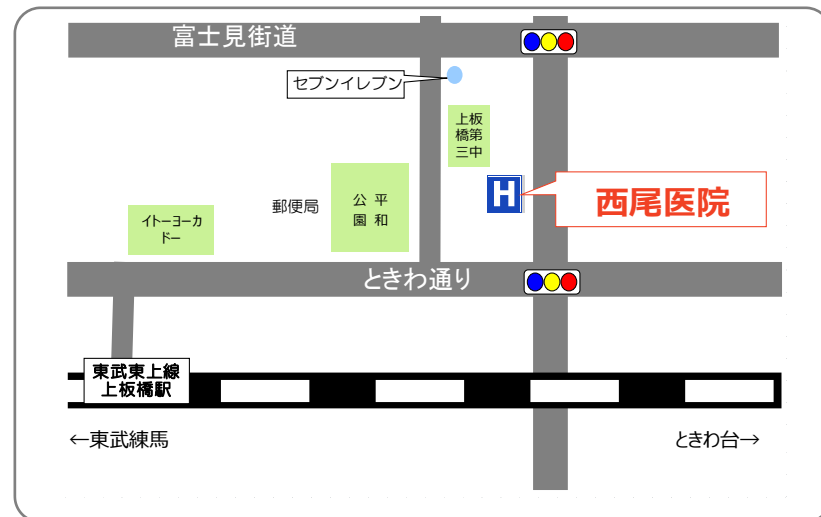 富士見街道
セブンイレブン
上板
橋第
三中
H
西尾医院
郵便局
公 平
園 和
イトーヨーカ
ドー
ときわ通り
東武東上線
上板橋駅
←東武練馬
ときわ台→